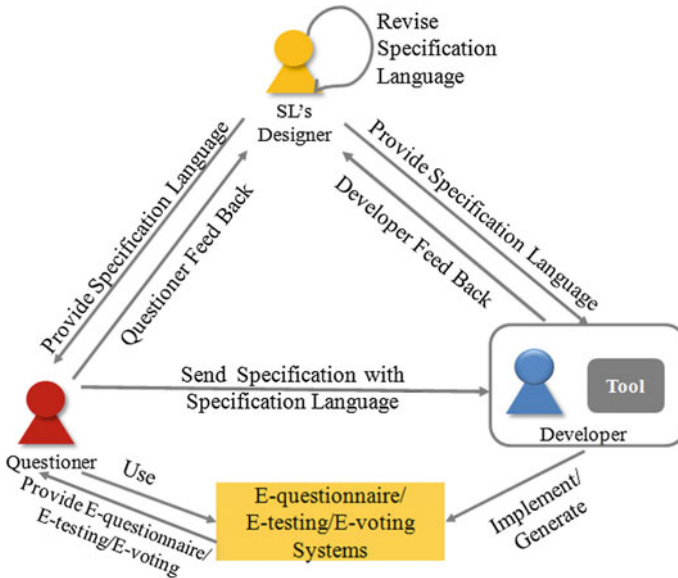 Revise
Specification
Language
SL's
Designer
Provide Specification Language
Questioner Feed Back
Developer Feed Back
Provide Specification Language
Send Specification with
Specification Language
Tool
Developer
Questioner
Use
Provide E-questionnaire/
E-testing/E-voting
E-questionnaire/
E-testing/E-voting
Systems
Implement/
Generate